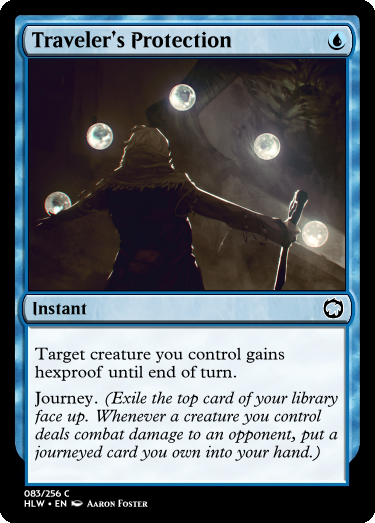 Traveler's Protection
Instant
Target creature you control gains
hexproof until end of turn.
Journey. (Exile the top card of your library
face up. Whenever a creature you control
deals combat damage to an opponent, put a
journeyed card you own into your hand.)
083/256 C
HLW • EN Aaron Foster